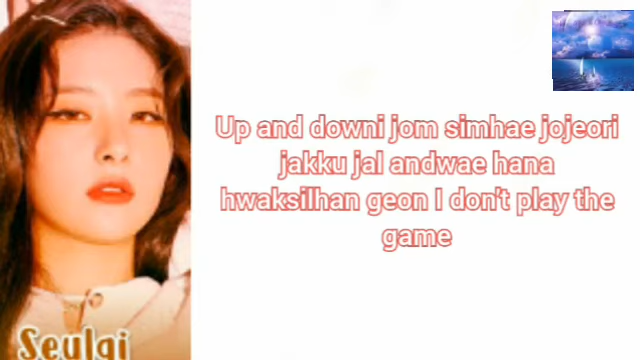 Up and downi jom simhae jojeori
jakku jal andwae hana
hwaksilhan geon I don't play the
game
Seulgi